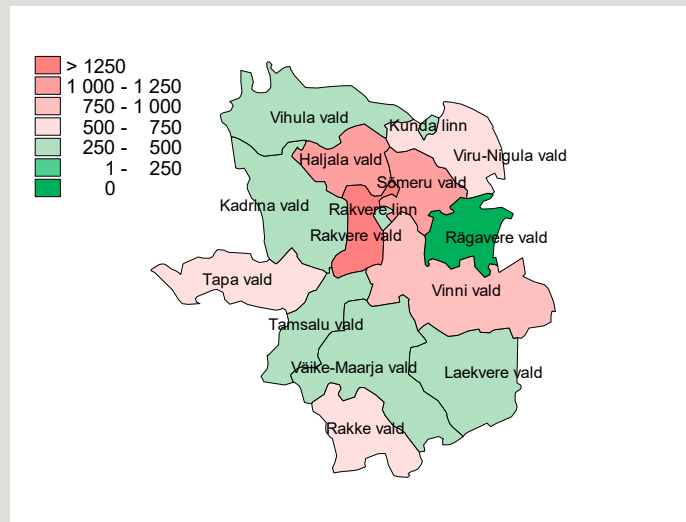 > 1250
1 000 - 1 250
750 - 1 000
500 - 750
250 - 500
1 - 250
0
Vihula vald
Kunda linn
Viru-Nigula vald
Haljala vald
Sõmeru vald
Kadrina vald
Rakvere linn
Rakvere vald
Rägavere vald
Tapa vald
Vinni vald
Tamsalu vald
Väike-Maarja vald
Laekvere vald
Rakke vald